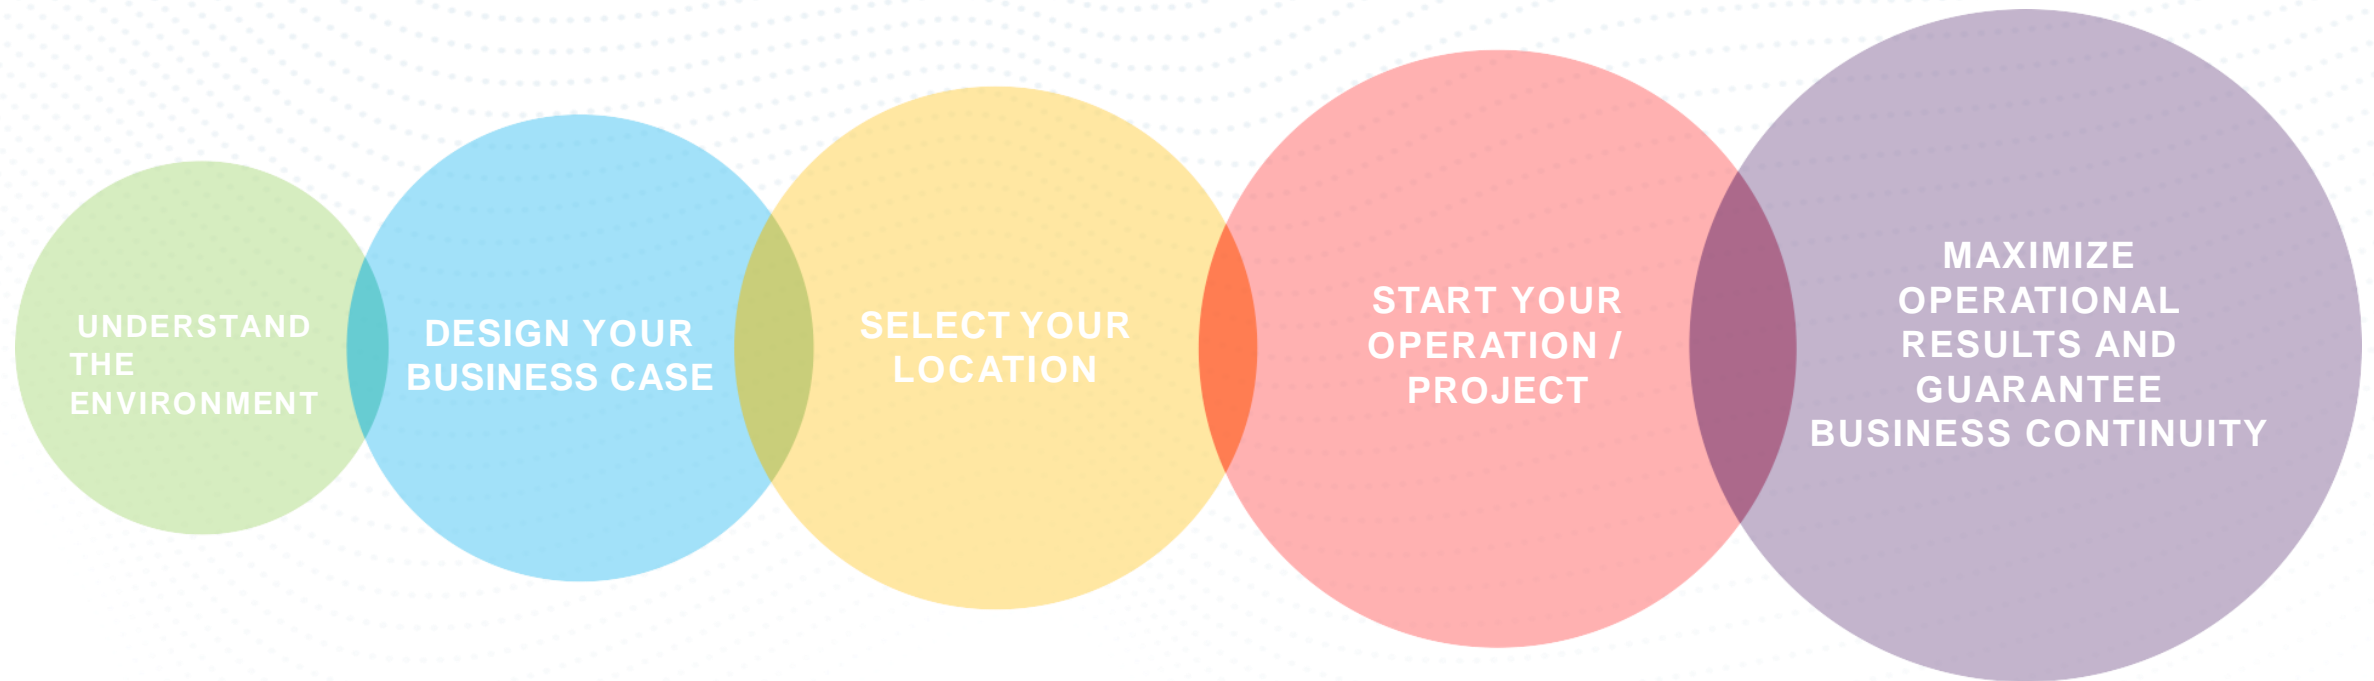 UNDERSTAND
THE
ENVIRONMENT
DESIGN YOUR
BUSINESS CASE
SELECT YOUR
LOCATION
START YOUR
OPERATION /
PROJECT
MAXIMIZE
OPERATIONAL
RESULTS AND
GUARANTEE
BUSINESS CONTINUITY